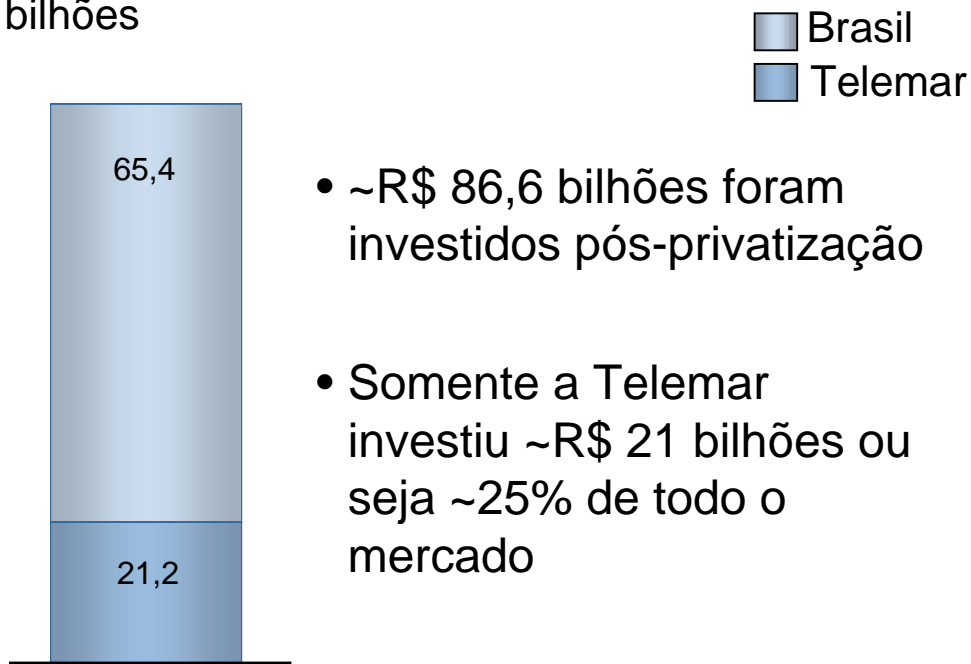 bilhões
Brasil
Telemar
65,4
21,2
• ~R$ 86,6 bilhões foram
investidos pós-privatização
• Somente a Telemar
investiu ~R$ 21 bilhões ou
seja ~25% de todo o
mercado